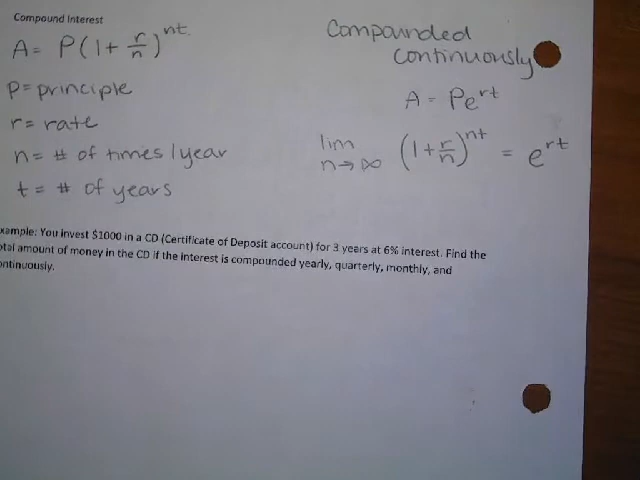 Compound Interest
A = P(1 + r/n)^nt
P = principle
r = rate
n = # of times / year
t = # of years
Compounded
continuously
A = Pe^rt
lim n→∞ (1 + r/n)^nt = e^rt
xample: You invest $1000 in a CD (Certificate of Deposit account) for 3 years at 6% interest. Find the
otal amount of money in the CD if the interest is compounded yearly, quarterly, monthly, and
ontinuously.